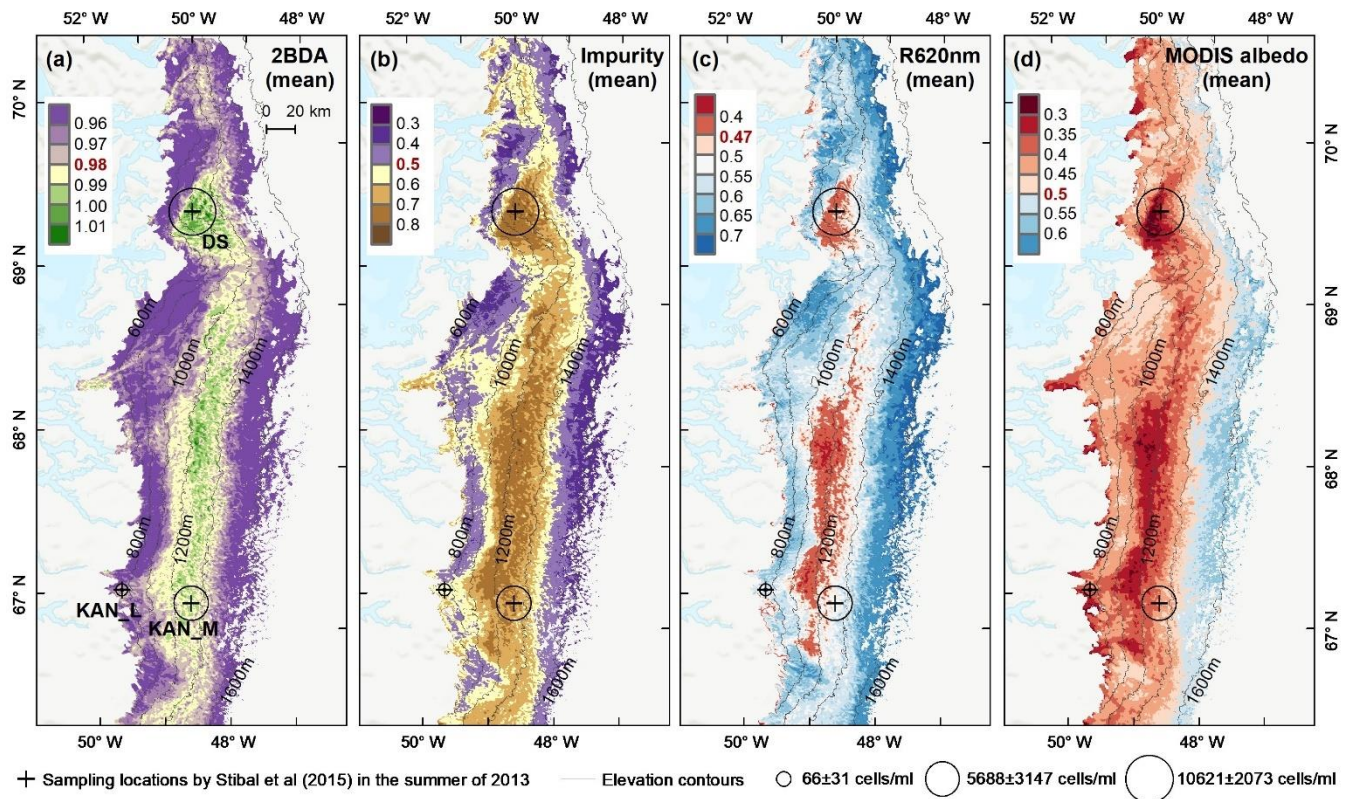 52° W 50° W 48° W 52° W 50° W 48° W 52° W 50° W 48° W 52° W 50° W 48° W
(a) 2BDA
(mean)
0 20 km
0.96
0.97
0.98
0.99
1.00
1.01
DS
600m
1000m
1400m
800m
1200m
KAN_L
KAN_M
1600m
(b) Impurity
(mean)
0.3
0.4
0.5
0.6
0.7
0.8
600m
1000m
1400m
800m
1200m
1600m
(c) R620nm
0.4
0.47
0.5
0.55
0.6
0.65
0.7
600m
1000m
1400m
800m
1200m
1600m
(d) MODIS albedo
(mean)
0.3
0.35
0.4
0.45
0.5
0.55
0.6
600m
1000m
1400m
800m
1200m
1600m
70° N
69° N
68° N
67° N
70° N
69° N
68° N
67° N
50° W 48° W 50° W 48° W 50° W 48° W 50° W 48° W
Sampling locations by Stibal et al (2015) in the summer of 2013 Elevation contours 66±31 cells/ml 5688±3147 cells/ml 10621±2073 cells/ml